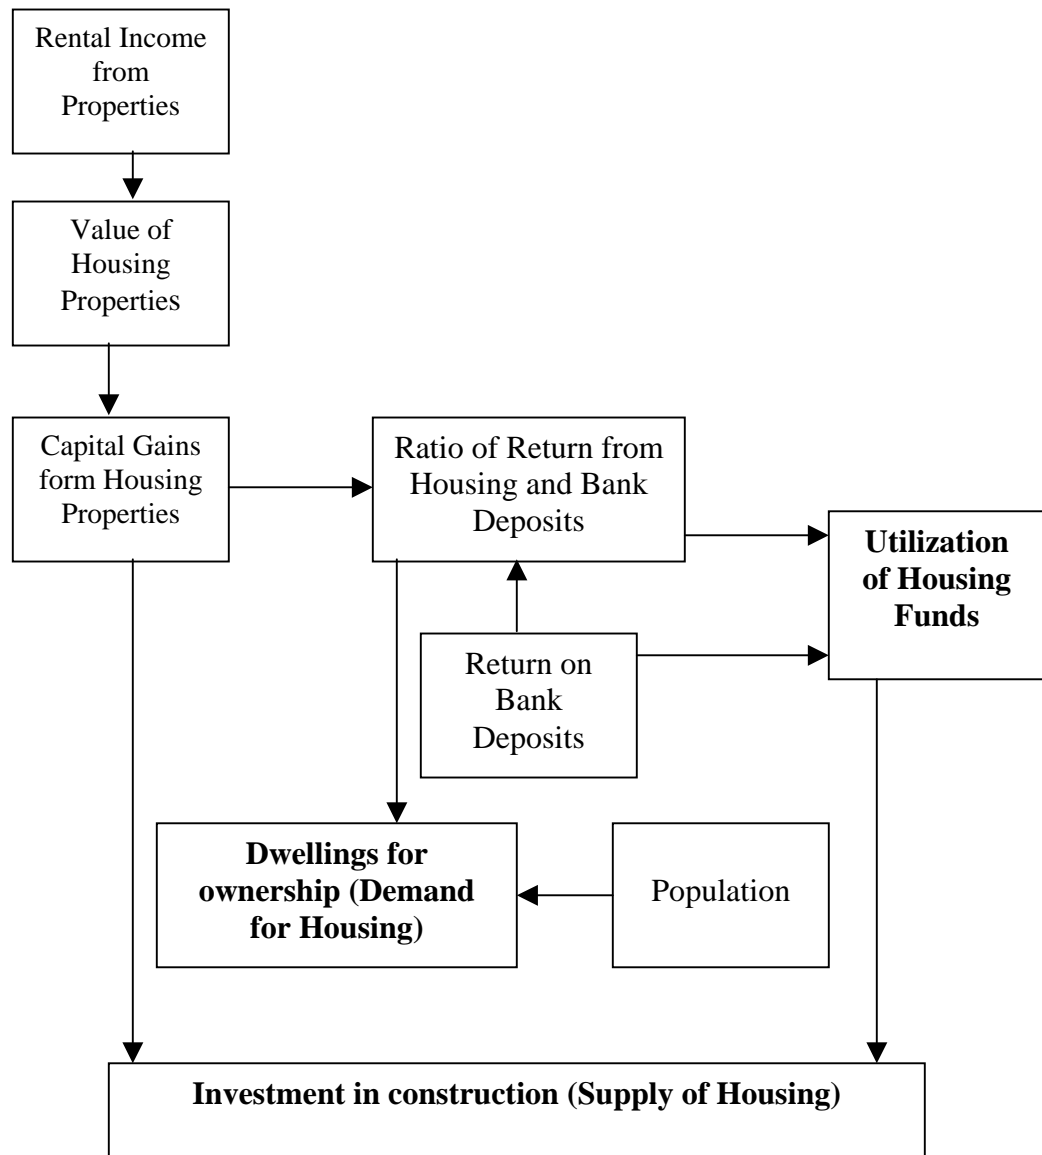 Rental Income
from
Properties
Value of
Housing
Properties
Capital Gains
form Housing
Properties
Ratio of Return from
Housing and Bank
Deposits
Utilization
of Housing
Funds
Return on
Bank
Deposits
Dwellings for
ownership (Demand
for Housing)
Population
Investment in construction (Supply of Housing)